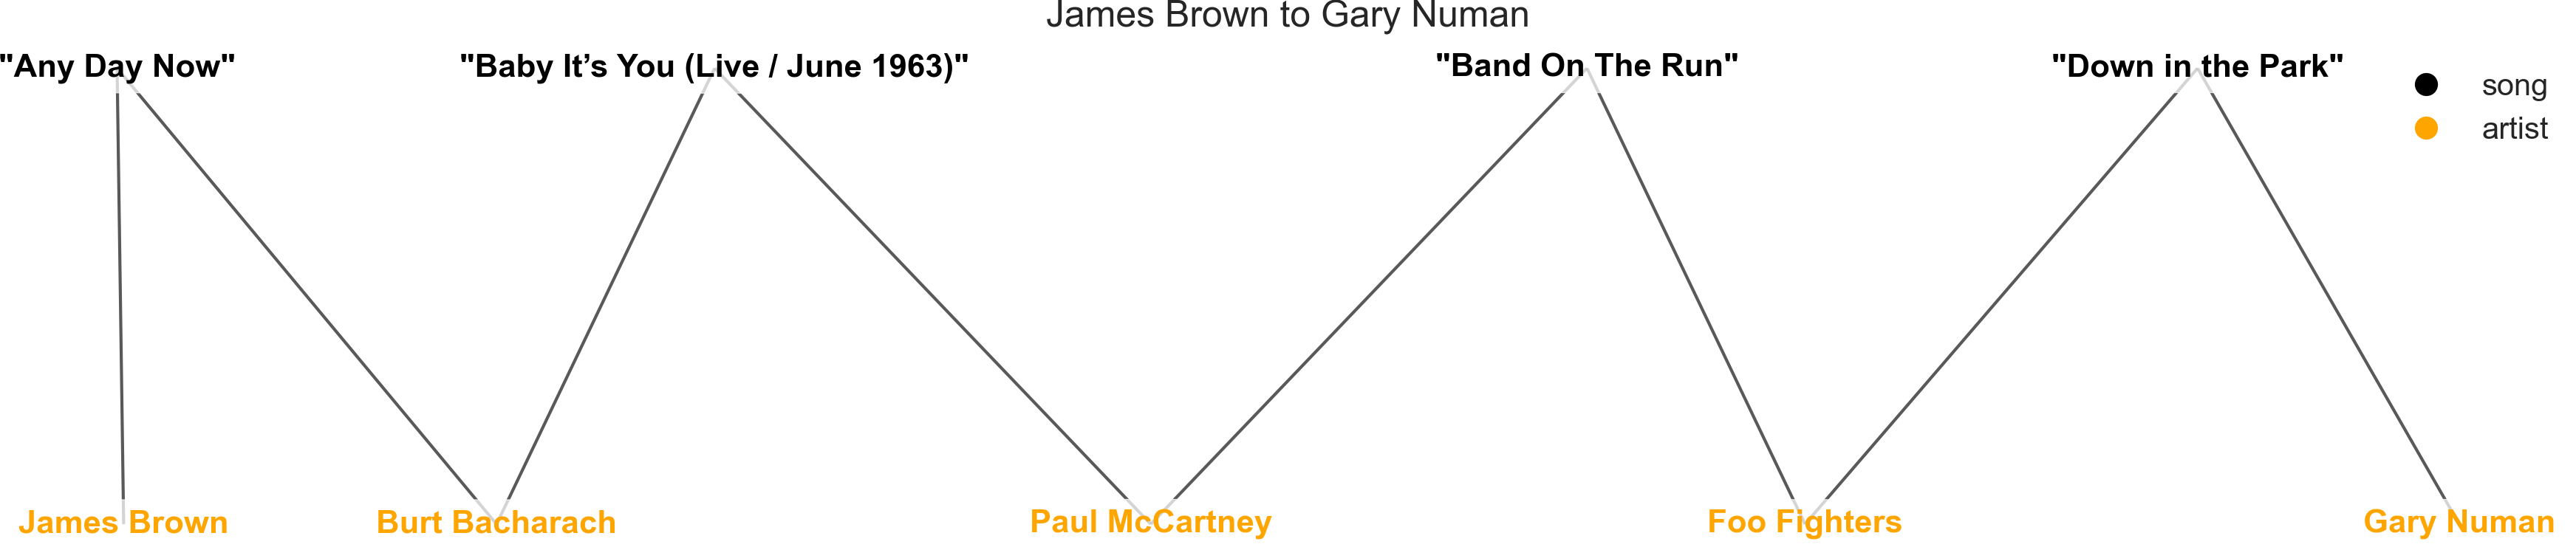 James Brown to Gary Numan
"Any Day Now"
"Baby It’s You (Live / June 1963)"
"Band On The Run"
"Down in the Park"
song
artist
James Brown
Burt Bacharach
Paul McCartney
Foo Fighters
Gary Numan